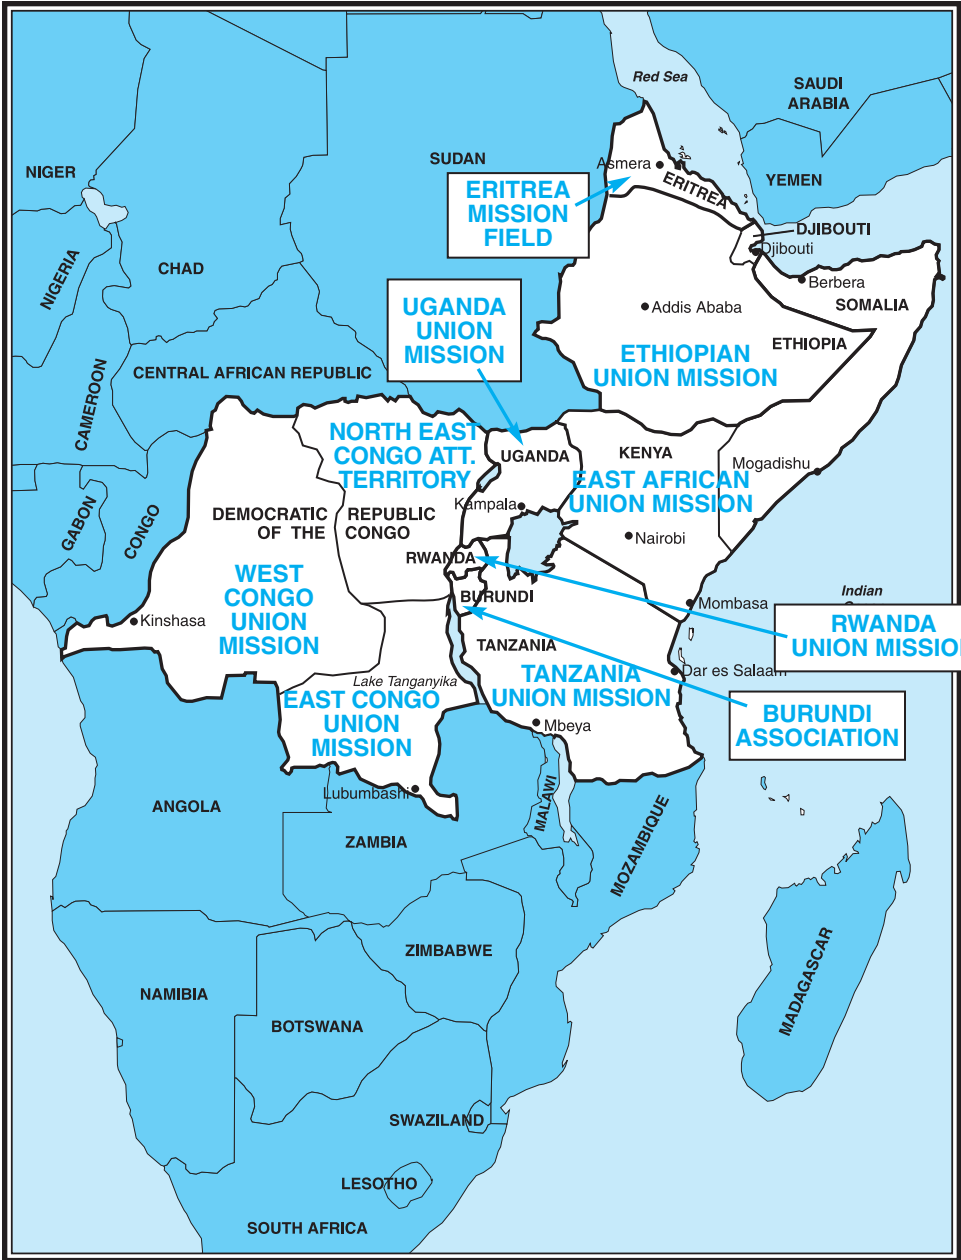 Red Sea
SAUDI
ARABIA
NIGER
SUDAN
Asmera
ERITREA
YEMEN
ERITREA
MISSION
FIELD
DJIBOUTI
Djibouti
NIGERIA
CHAD
Berbera
SOMALIA
UGANDA
UNION
MISSION
Addis Ababa
ETHIOPIA
ETHIOPIAN
UNION MISSION
CENTRAL AFRICAN REPUBLIC
CAMEROON
NORTH EAST
CONGO ATT.
TERRITORY
UGANDA
KENYA
Mogadishu
EAST AFRICAN
UNION MISSION
Kampala
GABON
CONGO
DEMOCRATIC REPUBLIC
OF THE CONGO
Nairobi
RWANDA
WEST
CONGO
UNION
MISSION
BURUNDI
Indian
Mombasa
Kinshasa
RWANDA
UNION MISSION
TANZANIA
Dar es Salaam
Lake Tanganyika
TANZANIA
UNION MISSION
EAST CONGO
UNION
MISSION
BURUNDI
ASSOCIATION
Mbeya
Lubumbashi
MALAWI
ANGOLA
ZAMBIA
MOZAMBIQUE
ZIMBABWE
MADAGASCAR
NAMIBIA
BOTSWANA
SWAZILAND
LESOTHO
SOUTH AFRICA